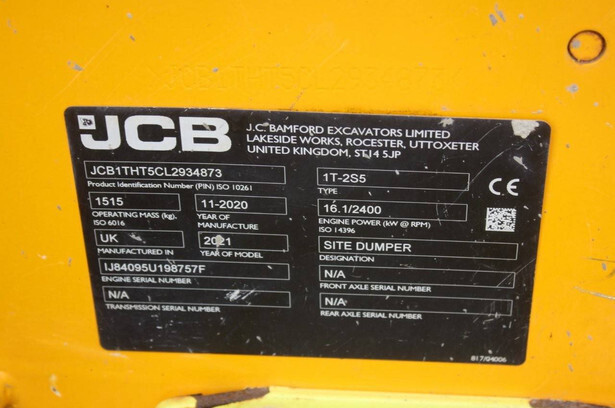 JCB1THT5CL2934873
JCB
J.C. BAMFORD EXCAVATORS LIMITED
LAKESIDE WORKS, ROCESTER, UTTOXETER
UNITED KINGDOM, ST14 5JP
JCB1THT5CL2934873
Product Identification Number (PIN) ISO 10261
1515
OPERATING MASS (kg).
ISO 6016
11-2020
YEAR OF
MANUFACTURE
UK
MANUFACTURED IN
2021
YEAR OF MODEL
IJ84095U198757F
ENGINE SERIAL NUMBER
N/A
TRANSMISSION SERIAL NUMBER
1T-2S5
TYPE
16.1/2400
ENGINE POWER (kW @ RPM)
ISO 14396
SITE DUMPER
DESIGNATION
N/A
FRONT AXLE SERIAL NUMBER
N/A
REAR AXLE SERIAL NUMBER
CE
817/04006